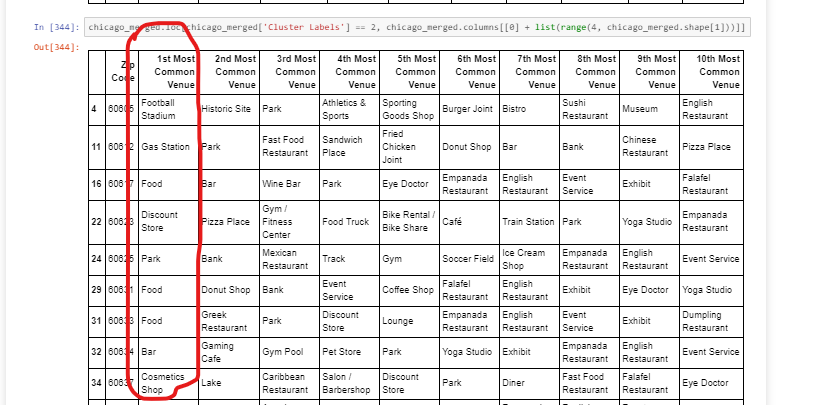 In [344]: chicago_merged.loc[chicago_merged['Cluster Labels'] == 2, chicago_merged.columns[[0] + list(range(4, chicago_merged.shape[1]))]]
Out[344]:
Zip Code 1st Most Common Venue 2nd Most Common Venue 3rd Most Common Venue 4th Most Common Venue 5th Most Common Venue 6th Most Common Venue 7th Most Common Venue 8th Most Common Venue 9th Most Common Venue 10th Most Common Venue
4 60605 Football Stadium Historic Site Park Athletics & Sports Sporting Goods Shop Burger Joint Bistro Sushi Restaurant Museum English Restaurant
11 60612 Gas Station Park Fast Food Restaurant Sandwich Place Fried Chicken Joint Donut Shop Bar Bank Chinese Restaurant Pizza Place
16 60617 Food Bar Wine Bar Park Eye Doctor Empanada Restaurant English Restaurant Event Service Exhibit Falafel Restaurant
22 60623 Discount Store Pizza Place Gym / Fitness Center Food Truck Bike Rental / Bike Share Café Train Station Park Yoga Studio Empanada Restaurant
24 60625 Park Bank Mexican Restaurant Track Gym Soccer Field Ice Cream Shop Empanada Restaurant English Restaurant Event Service
29 60631 Food Donut Shop Bank Event Service Coffee Shop Falafel Restaurant English Restaurant Exhibit Eye Doctor Yoga Studio
31 60633 Food Greek Restaurant Park Discount Store Lounge Empanada Restaurant English Restaurant Event Service Exhibit Dumpling Restaurant
32 60634 Bar Gaming Cafe Gym Pool Pet Store Park Yoga Studio Exhibit Empanada Restaurant English Restaurant Event Service
34 60637 Cosmetics Shop Lake Caribbean Restaurant Salon / Barbershop Discount Store Park Diner Fast Food Restaurant Falafel Restaurant Eye Doctor